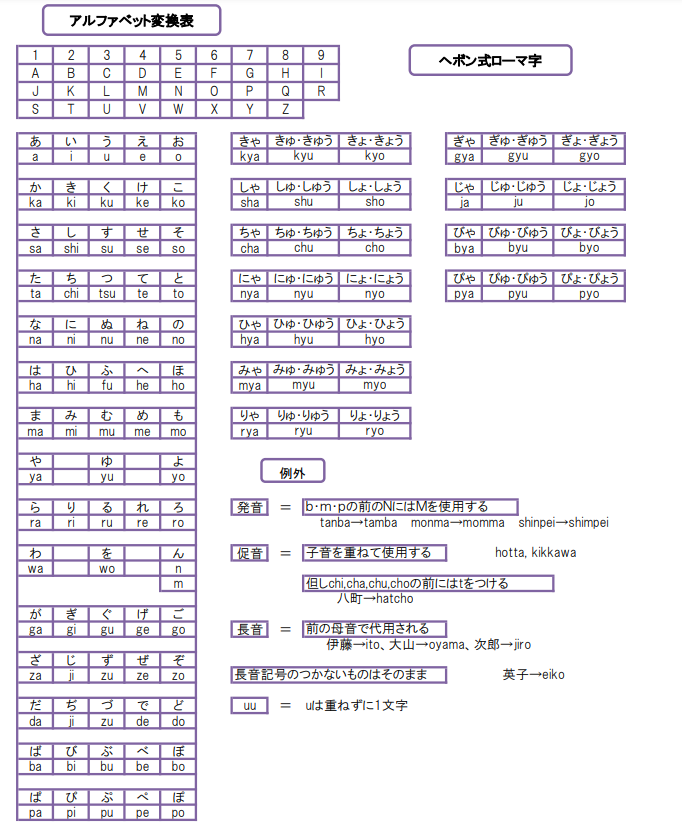 アルファベット変換表
ヘボン式ローマ字
1 2 3 4 5 6 7 8 9
A B C D E F G H I
J K L M N O P Q R
S T U V W X Y Z
あ い う え お
a i u e o
か き く け こ
ka ki ku ke ko
さ し す せ そ
sa shi su se so
た ち つ て と
ta chi tsu te to
な に ぬ ね の
na ni nu ne no
は ひ ふ へ ほ
ha hi fu he ho
ま み む め も
ma mi mu me mo
や ゆ よ
ya yu yo
ら り る れ ろ
ra ri ru re ro
わ を ん
wa wo n
m
が ぎ ぐ げ ご
ga gi gu ge go
ざ じ ず ぜ ぞ
za ji zu ze zo
だ ぢ づ で ど
da ji zu de do
ば び ぶ べ ぼ
ba bi bu be bo
ぱ ぴ ぷ ぺ ぽ
pa pi pu pe po
きゃ きゅ・きゅう きょ・きょう
kya kyu kyo
しゃ しゅ・しゅう しょ・しょう
sha shu sho
ちゃ ちゅ・ちゅう ちょ・ちょう
cha chu cho
にゃ にゅ・にゅう にょ・にょう
nya nyu nyo
ひゃ ひゅ・ひゅう ひょ・ひょう
hya hyu hyo
みゃ みゅ・みゅう みょ・みょう
mya myu myo
りゃ りゅ・りゅう りょ・りょう
rya ryu ryo
ぎゃ ぎゅ・ぎゅう ぎょ・ぎょう
gya gyu gyo
じゃ じゅ・じゅう じょ・じょう
ja ju jo
びゃ びゅ・びゅう びょ・びょう
bya byu byo
ぴゃ ぴゅ・ぴゅう ぴょ・ぴょう
pya pyu pyo
例外
発音 = b・m・pの前のNにはMを使用する
tanba→tamba monma→momma shinpei→shimpei
促音 = 子音を重ねて使用する hotta, kikkawa
但しchi,cha,chu,choの前にはtをつける
八町→hatcho
長音 = 前の母音で代用される
伊藤→ito、大山→oyama、次郎→jiro
長音記号のつかないものはそのまま 英子→eiko
uu = uは重ねずに1文字